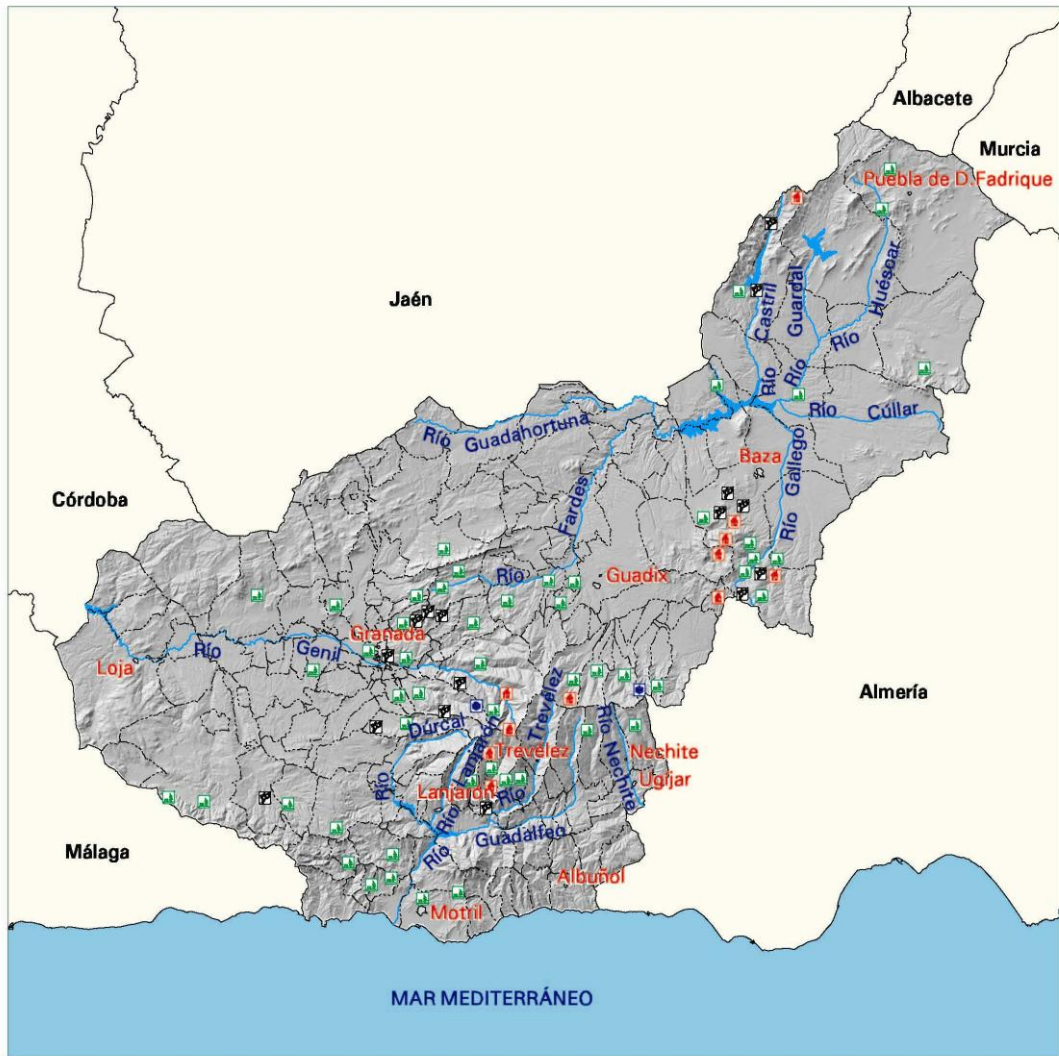 Albacete
Murcia
Puebla de D.Fadrique
Jaén
Río Castril
Río Guardal
Río Huéscar
Río Guadahortuna
Río Cúllar
Río Gallego
Baza
Río Fardes
Córdoba
Guadix
Granada
Río Genil
Loja
Almería
Río Dúrcal
Río Lanjarón
Río Trevélez
Trevélez
Río Nechite
Nechite
Ugíjar
Lanjarón
Río Guadalfeo
Málaga
Albuñol
Motril
MAR MEDITERRÁNEO